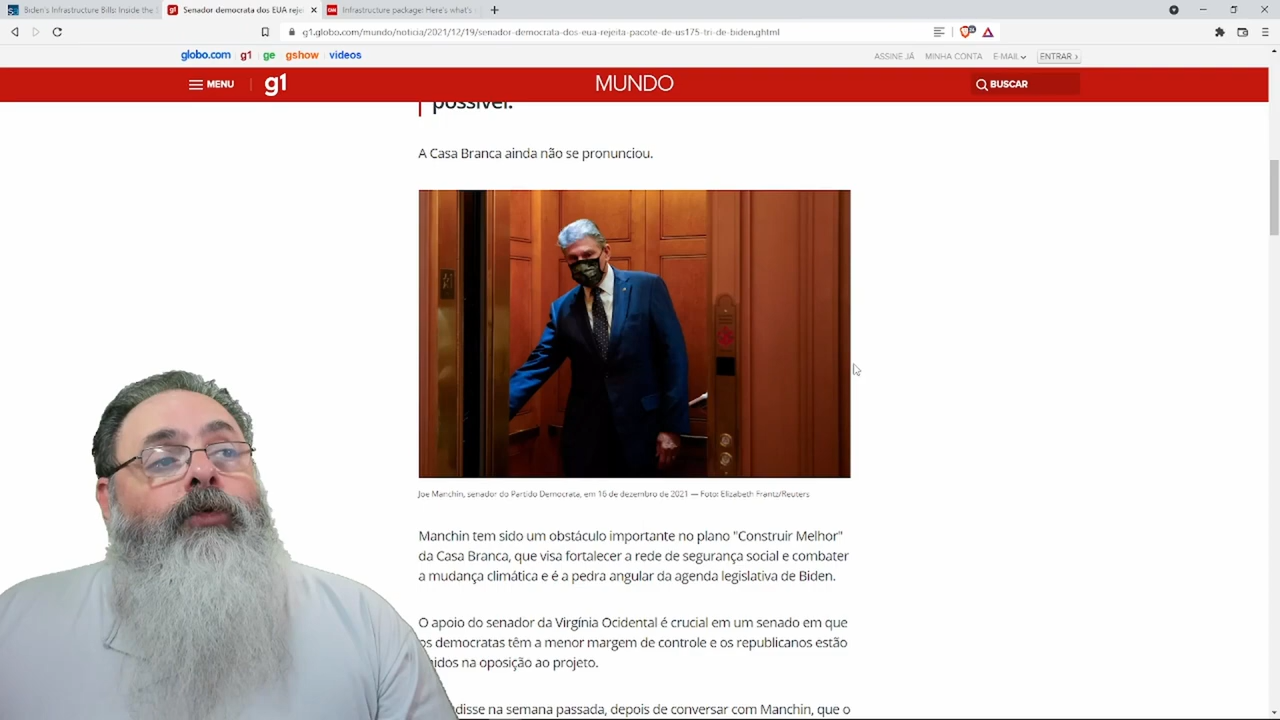 Biden's Infrastructure Bills! Inside the
Senador democrata dos EUA rejei
Infrastructure package: Here's what's
g1.globo.com/mundo/noticia/2021/12/19/senador-democrata-dos-eua-rejeita-pacote-de-us175-tri-de-biden.ghtml
globo.com g1 ge gshow videos
ASSINE JÁ MINHA CONTA E-MAIL ENTRAR ›
MENU g1 MUNDO BUSCAR
possível.
A Casa Branca ainda não se pronunciou.
Joe Manchin, senador do Partido Democrata, em 16 de dezembro de 2021 — Foto: Elizabeth Frantz/Reuters
Manchin tem sido um obstáculo importante no plano "Construir Melhor"
da Casa Branca, que visa fortalecer a rede de segurança social e combater
a mudança climática e é a pedra angular da agenda legislativa de Biden.
O apoio do senador da Virgínia Ocidental é crucial em um senado em que
os democratas têm a menor margem de controle e os republicanos estão
idos na oposição ao projeto.
disse na semana passada, depois de conversar com Manchin, que o